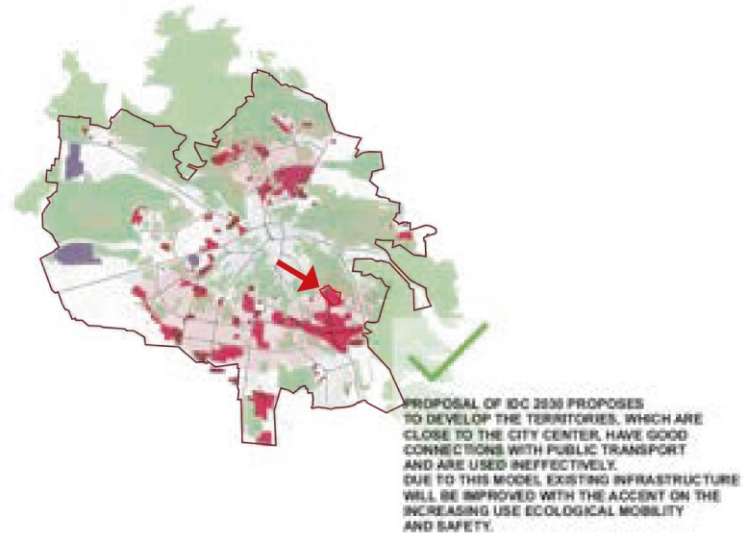 PROPOSAL OF IDC 2030 PROPOSES
TO DEVELOP THE TERRITORIES, WHICH ARE
CLOSE TO THE CITY CENTER, HAVE GOOD
CONNECTIONS WITH PUBLIC TRANSPORT
AND ARE USED INEFFECTIVELY.
DUE TO THIS MODEL EXISTING INFRASTRUCTURE
WILL BE IMPROVED WITH THE ACCENT ON THE
INCREASING USE ECOLOGICAL MOBILITY
AND SAFETY.